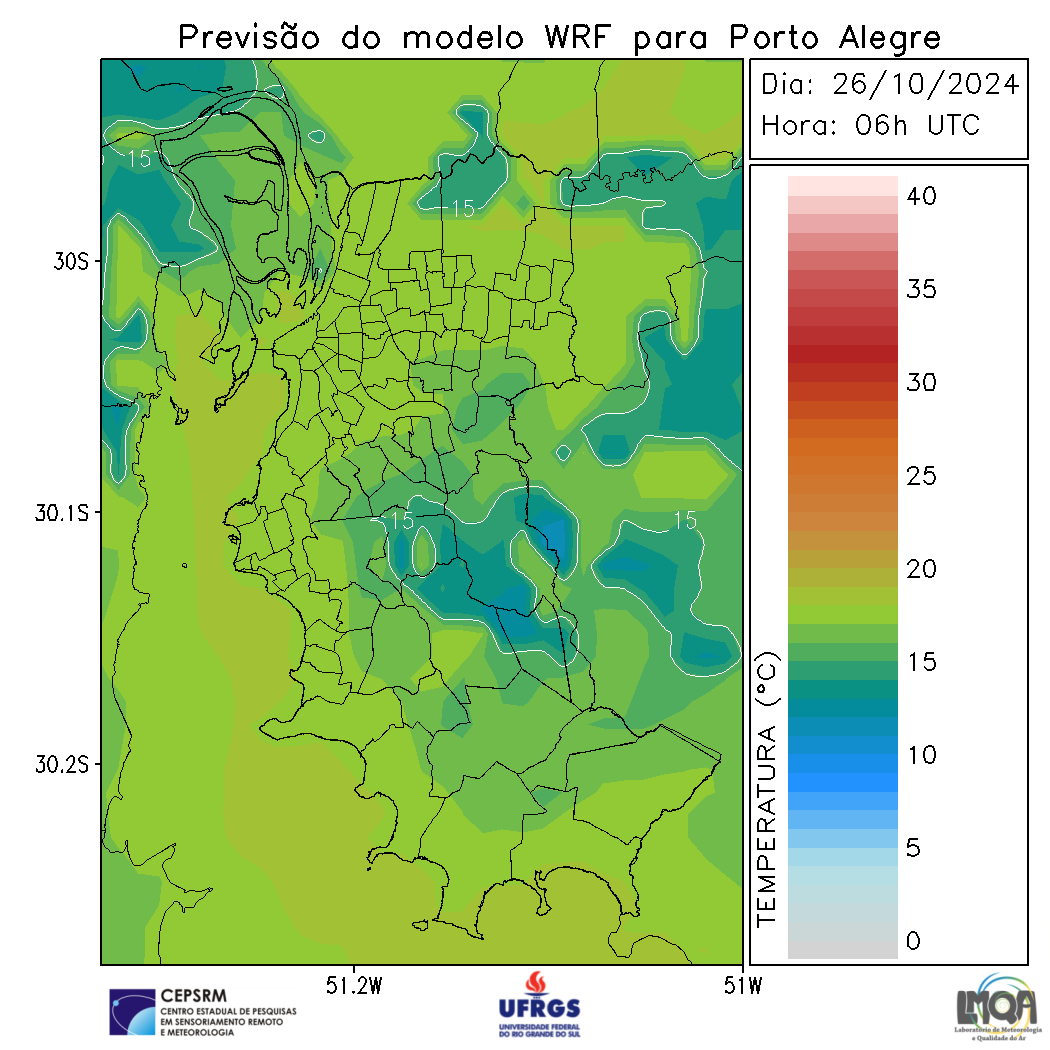 Previsão do modelo WRF para Porto Alegre
Dia: 26/10/2024
Hora: 06h UTC
15
15
15
15
30S
30.1S
30.2S
51.2W
51W
40
35
30
25
20
15
10
5
0
TEMPERATURA (°C)
CEPSRM
CENTRO ESTADUAL DE PESQUISAS
EM SENSORIAMENTO REMOTO
E METEOROLOGIA
UFRGS
UNIVERSIDADE FEDERAL
DO RIO GRANDE DO SUL
LMQA
Laboratório de Meteorologia
e Qualidade do Ar